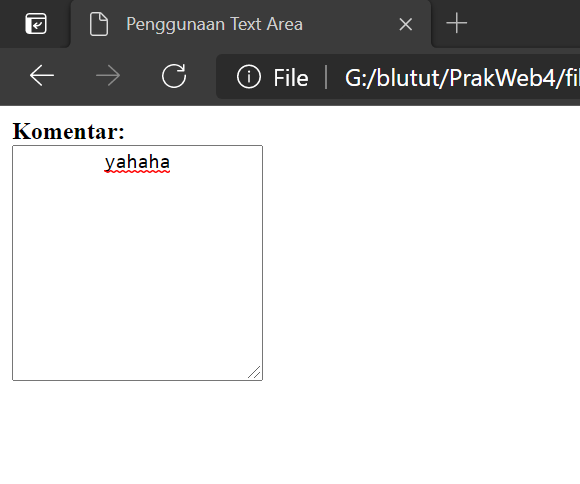 Penggunaan Text Area
File
G:/blutut/PrakWeb4/fi
Komentar:
yahaha